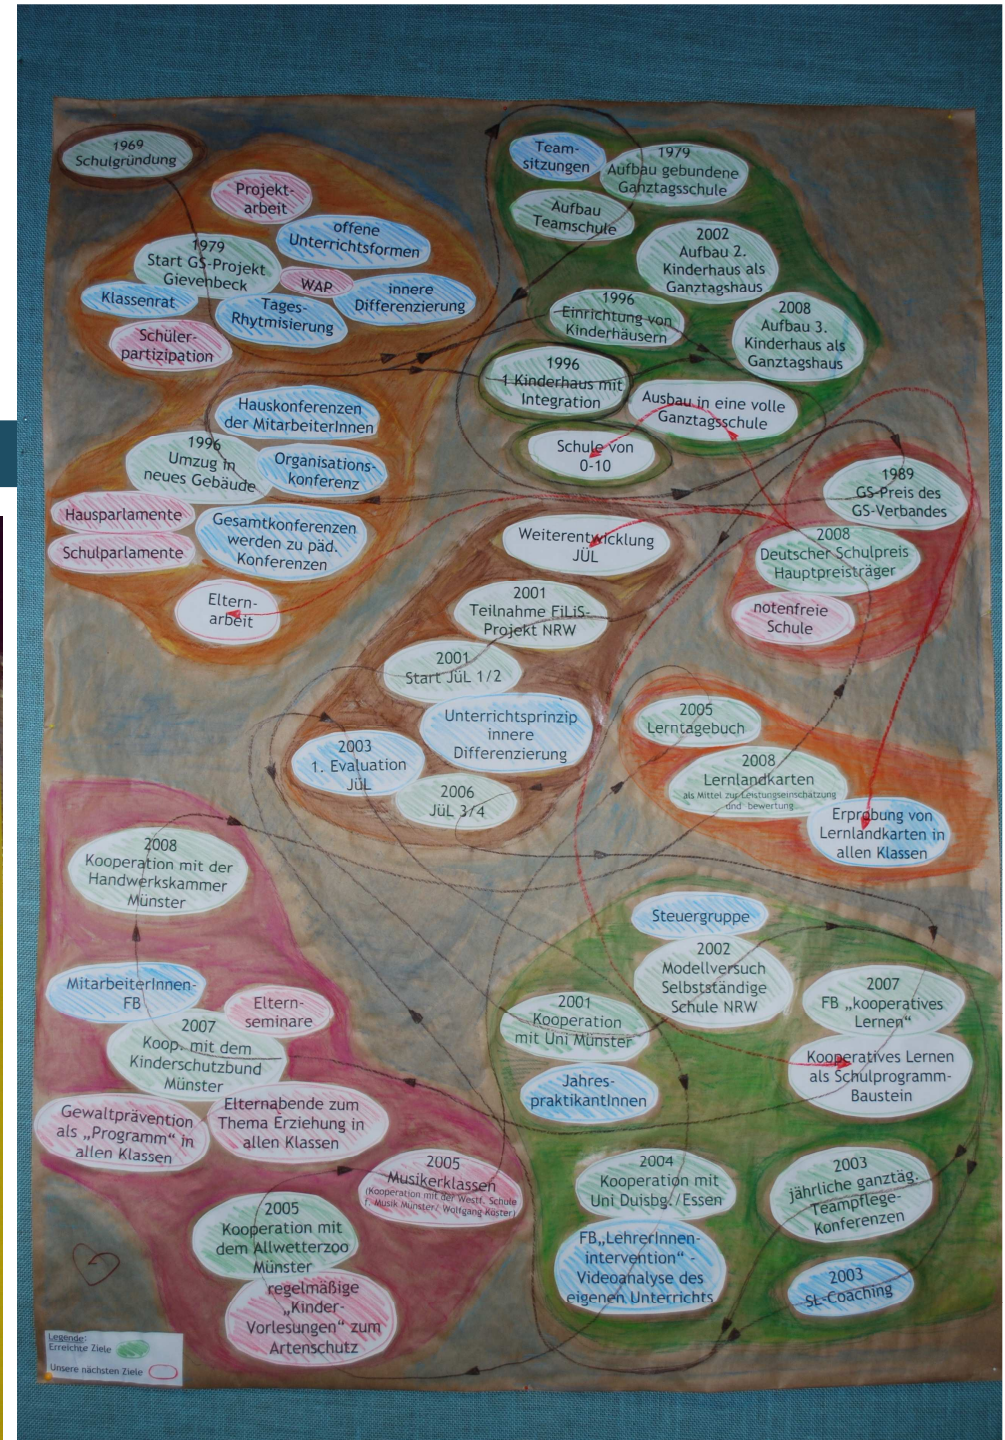 1969
Schulgründung
Projekt-
arbeit
offene
Unterrichtsformen
1979
Start GS-Projekt
Gievenbeck
WAP
innere
Differenzierung
Klassenrat
Tages-
Rhytmisierung
Schüler-
partizipation
Team-
sitzungen
1979
Aufbau gebundene
Ganztagsschule
Aufbau
Teamschule
2002
Aufbau 2.
Kinderhaus als
Ganztagshaus
1996
Einrichtung von
Kinderhäusern
2008
Aufbau 3.
Kinderhaus als
Ganztagshaus
1996
1 Kinderhaus mit
Integration
Ausbau in eine volle
Ganztagsschule
Schule von
0-10
Hauskonferenzen
der MitarbeiterInnen
1996
Umzug in
neues Gebäude
Organisations-
konferenz
Hausparlamente
Schulparlamente
Gesamtkonferenzen
werden zu päd.
Konferenzen
Eltern-
arbeit
1989
GS-Preis des
GS-Verbandes
2008
Deutscher Schulpreis
Hauptpreisträger
notenfreie
Schule
Weiterentwicklung
JÜL
2001
Teilnahme FiLiS-
Projekt NRW
2001
Start JüL 1/2
Unterrichtsprinzip
innere
Differenzierung
2003
1. Evaluation
JüL
2006
JüL 3/4
2005
Lerntagebuch
2008
Lernlandkarten
als Mittel zur Leistungseinschätzung
und bewertung
Erprobung von
Lernlandkarten in
allen Klassen
2008
Kooperation mit der
Handwerkskammer
Münster
MitarbeiterInnen-
FB
Eltern-
seminare
2007
Koop. mit dem
Kinderschutzbund
Münster
Gewaltprävention
als „Programm“ in
allen Klassen
Elternabende zum
Thema Erziehung in
allen Klassen
2005
Musikerklassen
(Kooperation mit der Westf. Schule
f. Musik Münster/ Wolfgang Köster)
2005
Kooperation mit
dem Allwetterzoo
Münster
regelmäßige
„Kinder-
Vorlesungen“ zum
Artenschutz
Steuergruppe
2002
Modellversuch
Selbstständige
Schule NRW
2001
Kooperation
mit Uni Münster
2007
FB „kooperatives
Lernen“
Kooperatives Lernen
als Schulprogramm-
Baustein
Jahres-
praktikantInnen
2004
Kooperation mit
Uni Duisbg./Essen
FB„LehrerInnen-
intervention“ -
Videoanalyse des
eigenen Unterrichts
2003
jährliche ganztäg.
Teampflege-
Konferenzen
2003
SL-Coaching
Legende:
Erreichte Ziele
Unsere nächsten Ziele